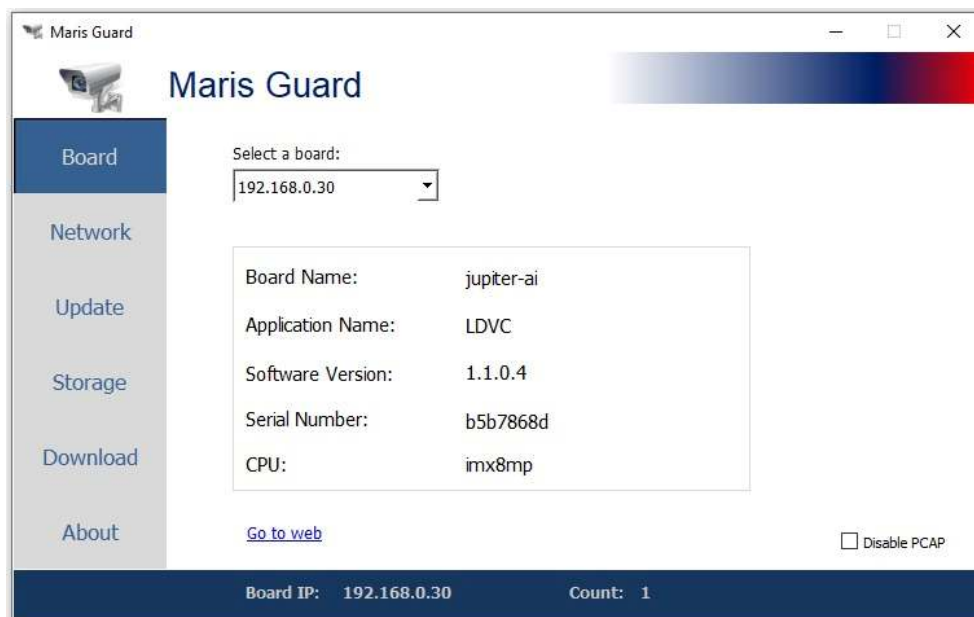 Maris Guard
Maris Guard
Board
Network
Update
Storage
Download
About
Select a board:
192.168.0.30
Board Name: jupiter-ai
Application Name: LDVC
Software Version: 1.1.0.4
Serial Number: b5b7868d
CPU: imx8mp
Go to web
Disable PCAP
Board IP: 192.168.0.30 Count: 1